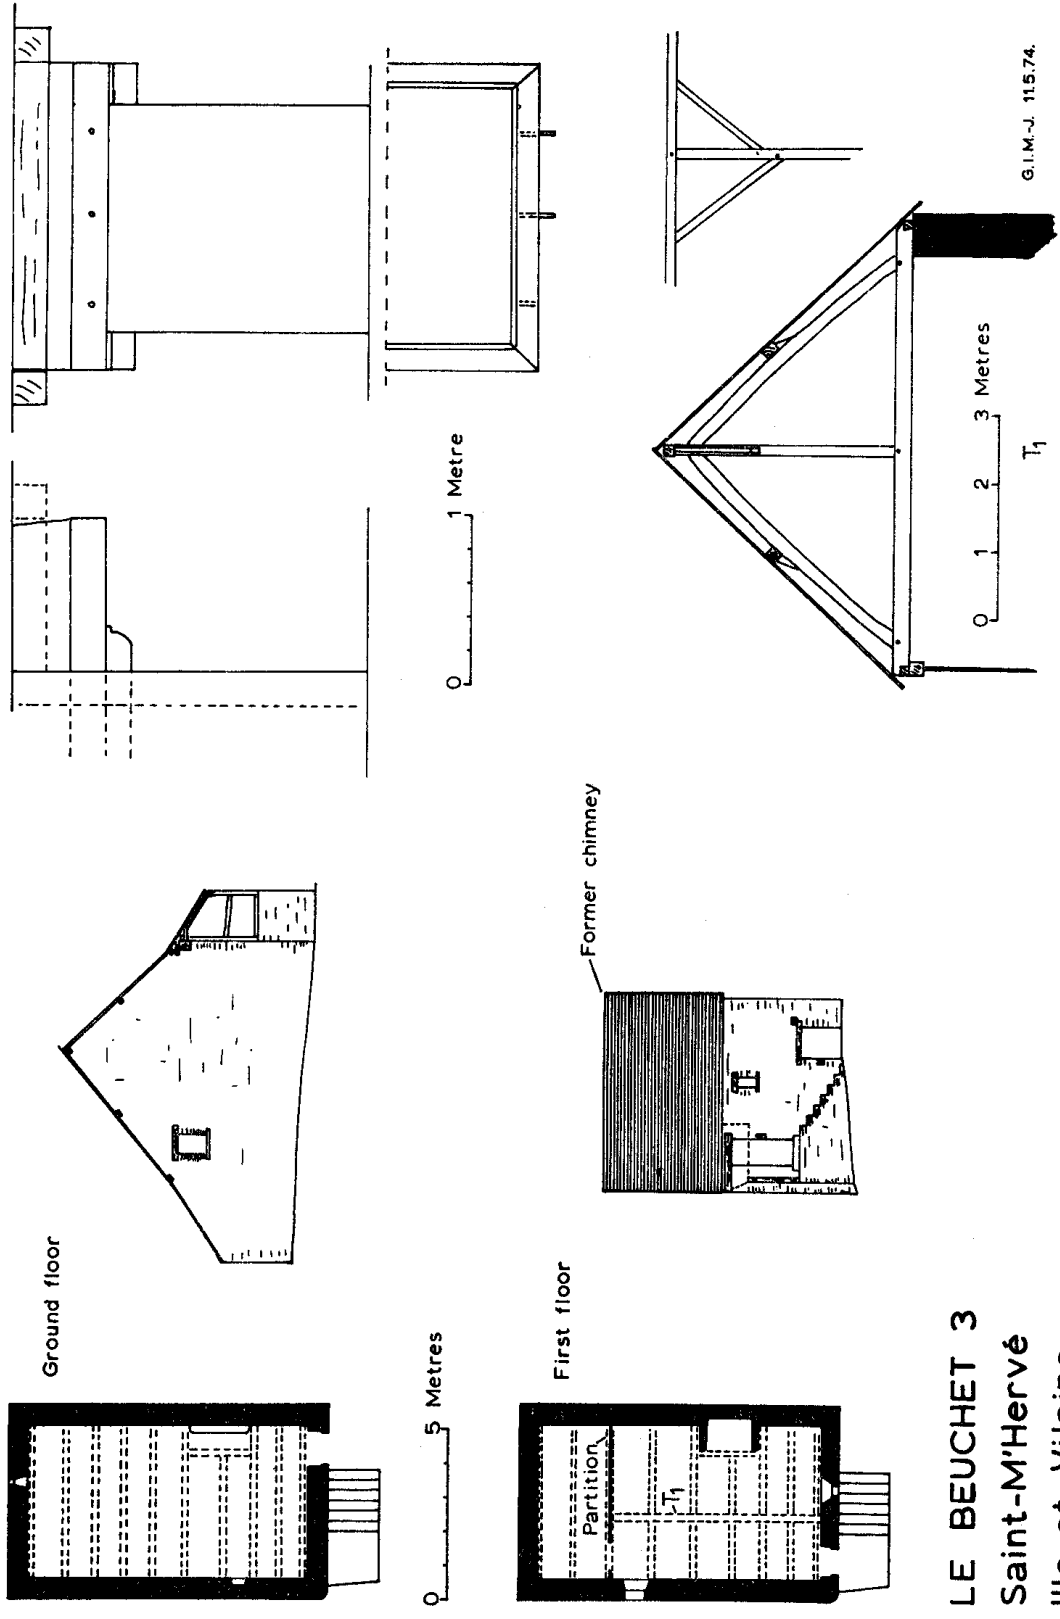 Ground floor
0 5 Metres
First floor
Partition
T1
Former chimney
0 1 Metre
0 1 2 3 Metres
T1
G.I.M.-J. 11.5.74.
LE BEUCHET 3
Saint-M'Hervé